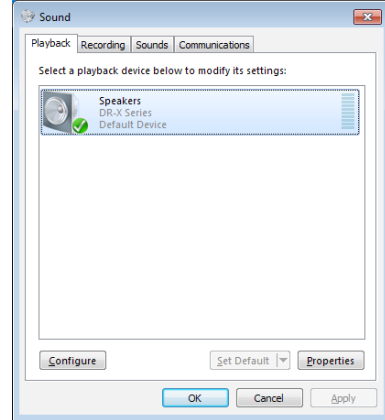 Sound
Playback Recording Sounds Communications
Select a playback device below to modify its settings:
Speakers
DR-X Series
Default Device
Configure Set Default Properties
OK Cancel Apply